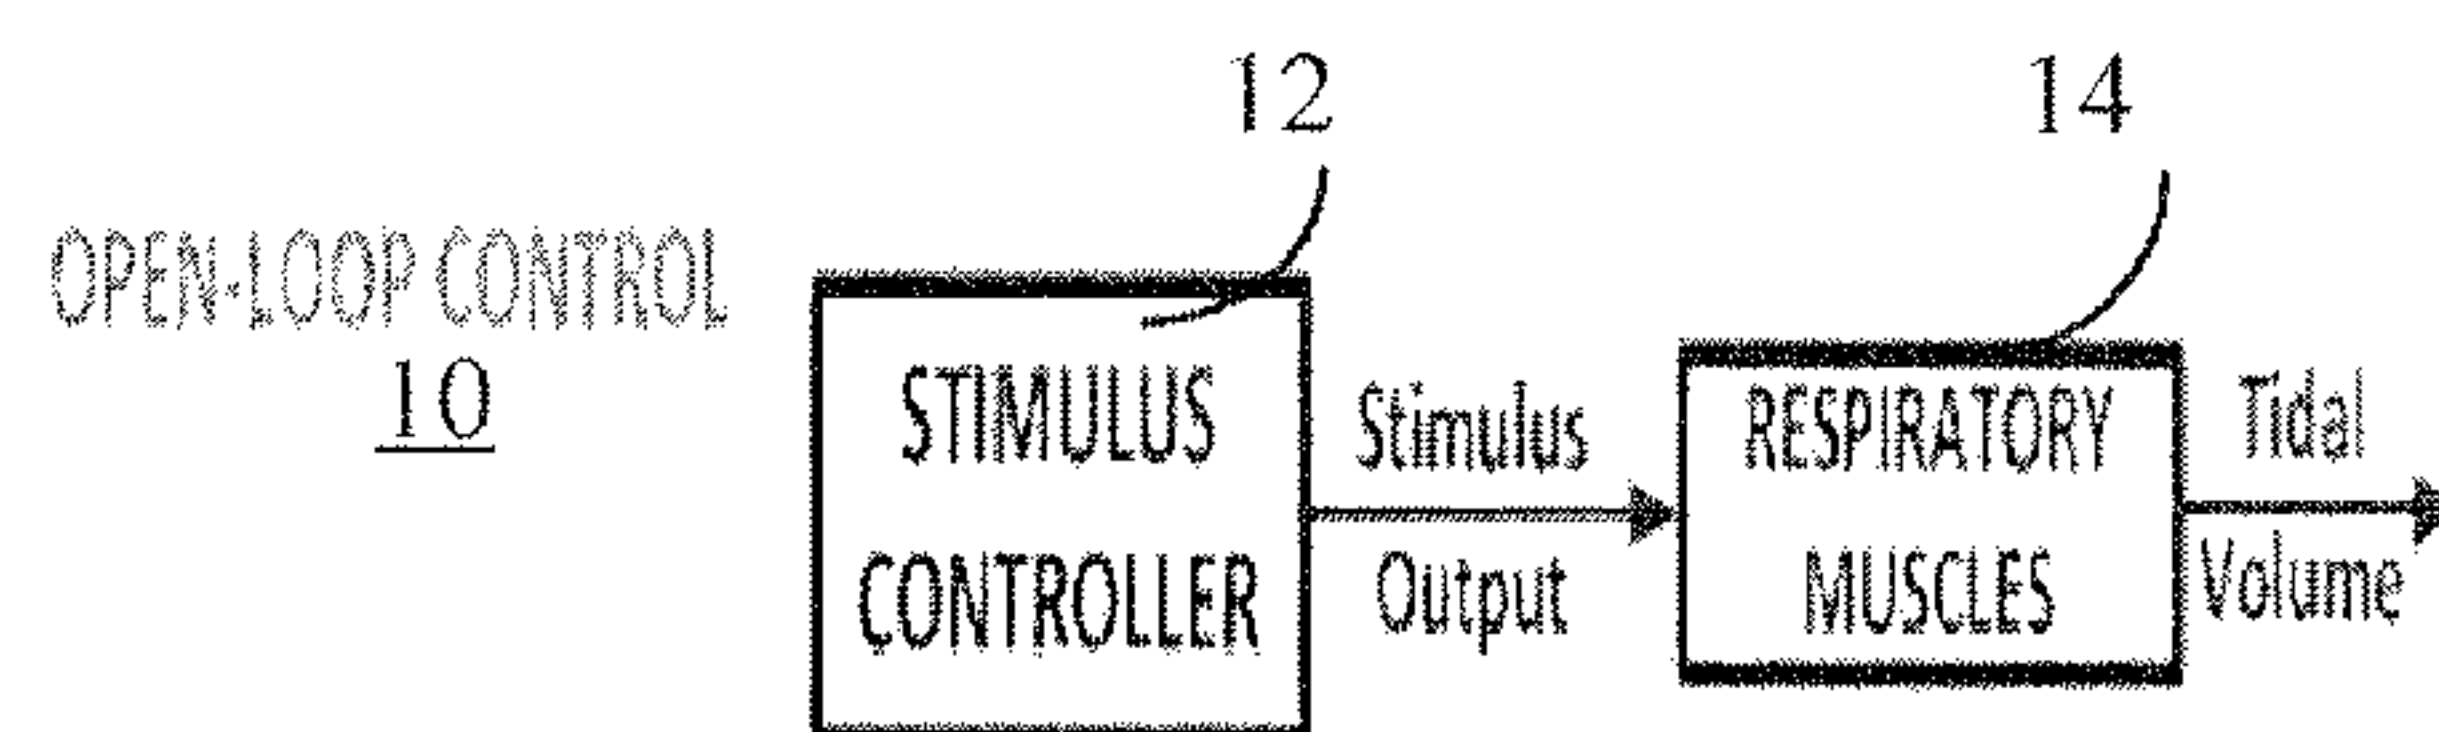 12
14
OPEN-LOOP CONTROL
10
STIMULUS
CONTROLLER
Stimulus
Output
RESPIRATORY
MUSCLES
Tidal
Volume